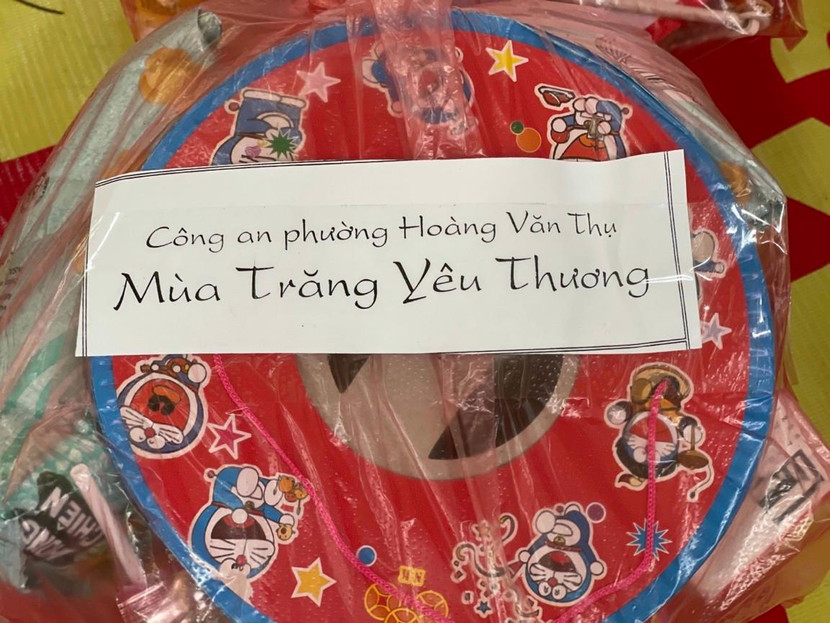 Công an phường Hoàng Văn Thụ
Mùa Trăng Yêu Thương